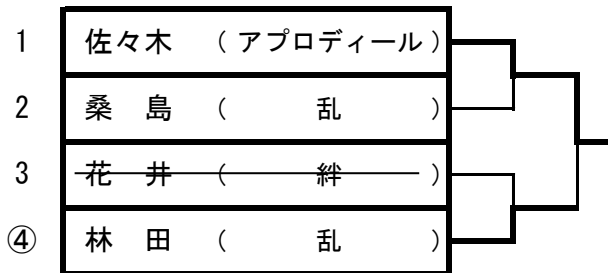 1 佐々木 (アプロディール)
2 桑島 ( 乱 )
3 花井 ( 絆 )
④ 林田 ( 乱 )